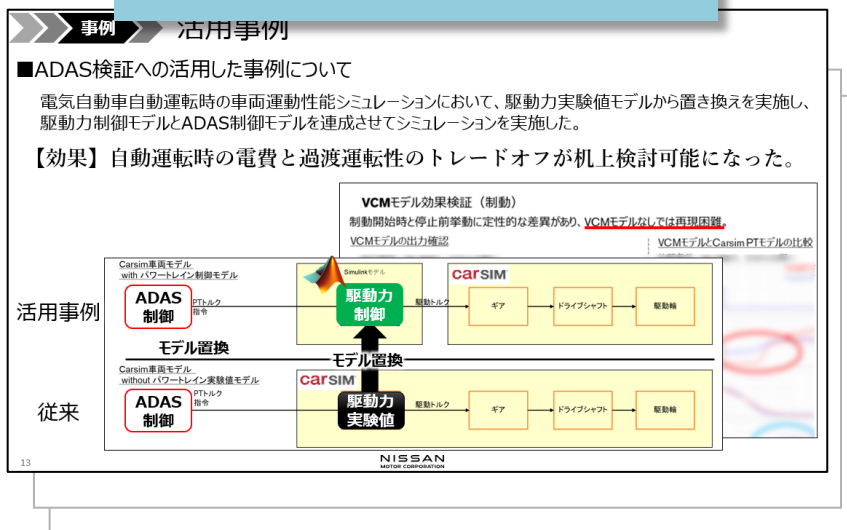 事例
活用事例
■ADAS検証への活用した事例について
電気自動車自動運転時の車両運動性能シミュレーションにおいて、駆動力実験値モデルから置き換えを実施し、
駆動力制御モデルとADAS制御モデルを連成させてシミュレーションを実施した。
【効果】自動運転時の電費と過渡運転性のトレードオフが机上検討可能になった。
VCMモデル効果検証（制動）
制動開始時と停止前挙動に定性的な差異があり、VCMモデルなしでは再現困難。
VCMモデルの出力確認
VCMモデルとCarsim PTモデルの比較
活用事例
Carsim車両モデル
with パワートレイン制御モデル
ADAS
制御
PTトルク
指令
Simulinkモデル
駆動力
制御
駆動トルク
carSIM
ギア
ドライブシャフト
駆動輪
モデル置換
モデル置換
従来
Carsim車両モデル
without パワートレイン実験値モデル
ADAS
制御
PTトルク
指令
carSIM
駆動力
実験値
駆動トルク
ギア
ドライブシャフト
駆動輪
13
NISSAN
MOTOR CORPORATION